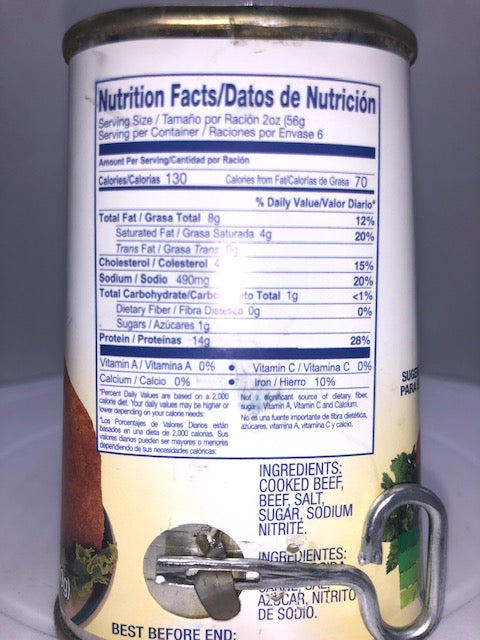 Nutrition Facts/Datos de Nutrición
Serving Size / Tamaño por Ración 2oz (56g
Serving per Container / Raciones por Envase 6
Amount Per Serving/Cantidad por Ración
Calories/Calorías 130 Calories from Fat/Calorías de Grasa 70
% Daily Value/Valor Diario*
Total Fat / Grasa Total 8g 12%
Saturated Fat / Grasa Saturada 4g 20%
Trans Fat / Grasa Trans 0g
Cholesterol / Colesterol 4 15%
Sodium / Sodio 490mg 20%
Total Carbohydrate/Carbo to Total 1g <1%
Dietary Fiber / Fibra Dietética 0g 0%
Sugars / Azúcares 1g
Protein / Proteínas 14g 28%
Vitamin A / Vitamina A 0% • Vitamin C / Vitamina C 0%
Calcium / Calcio 0% • Iron / Hierro 10%
*Percent Daily Values are based on a 2,000
calorie diet. Your daily values may be higher or
lower depending on your calorie needs:
*Los Porcentajes de Valores Diarios están
basados en una dieta de 2,000 calorías. Sus
valores diarios pueden ser mayores o menores
dependiendo de sus necesidades calóricas:
Not a significant source of dietary fiber,
sugars, Vitamin A, Vitamin C and Calcium.
No es una fuente importante de fibra dietética,
azúcares, vitamina A, vitamina C y calcio.
SUGE
PARA
INGREDIENTS:
COOKED BEEF,
BEEF, SALT,
SUGAR, SODIUM
NITRITE.
INGREDIENTES:
CARNE, SAL,
AZÚCAR, NITRITO
DE SODIO.
BEST BEFORE END: